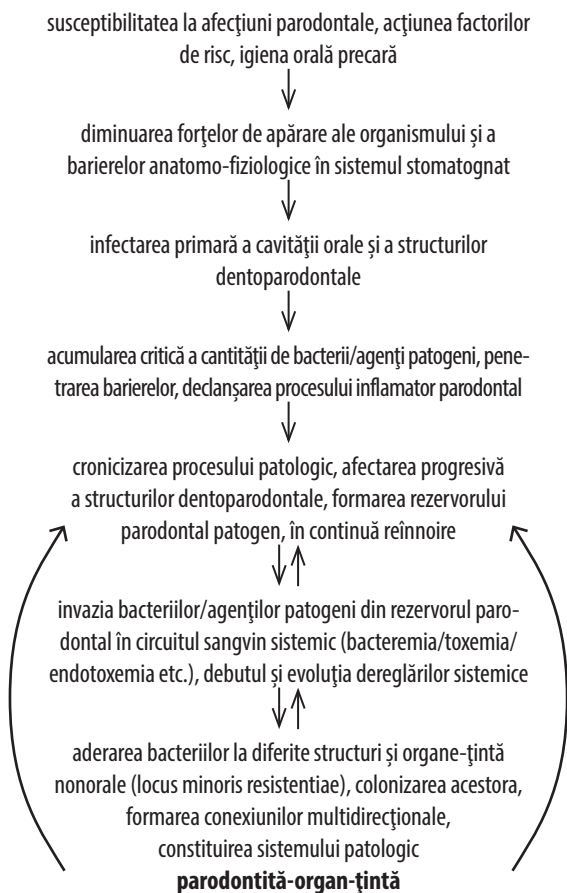 susceptibilitatea la afecţiuni parodontale, acţiunea factorilor
de risc, igiena orală precară
diminuarea forţelor de apărare ale organismului și a
barierelor anatomo-fiziologice în sistemul stomatognat
infectarea primară a cavităţii orale și a structurilor
dentoparodontale
acumularea critică a cantităţii de bacterii/agenţi patogeni, pene-
trarea barierelor, declanșarea procesului inflamator parodontal
cronicizarea procesului patologic, afectarea progresivă
a structurilor dentoparodontale, formarea rezervorului
parodontal patogen, în continuă reînnoire
invazia bacteriilor/agenţilor patogeni din rezervorul paro-
dontal în circuitul sangvin sistemic (bacteremia/toxemia/
endotoxemia etc.), debutul și evoluţia dereglărilor sistemice
aderarea bacteriilor la diferite structuri și organe-ţintă
nonorale (locus minoris resistentiae), colonizarea acestora,
formarea conexiunilor multidirecţionale,
constituirea sistemului patologic
parodontită-organ-ţintă